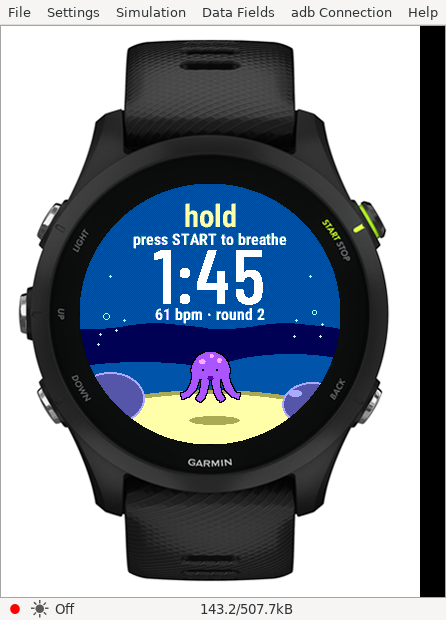 File Settings Simulation Data Fields adb Connection Help
LIGHT
START STOP
hold
press START to breathe
1:45
61 bpm · round 2
UP
DOWN
BACK
GARMIN
Off 143.2/507.7kB